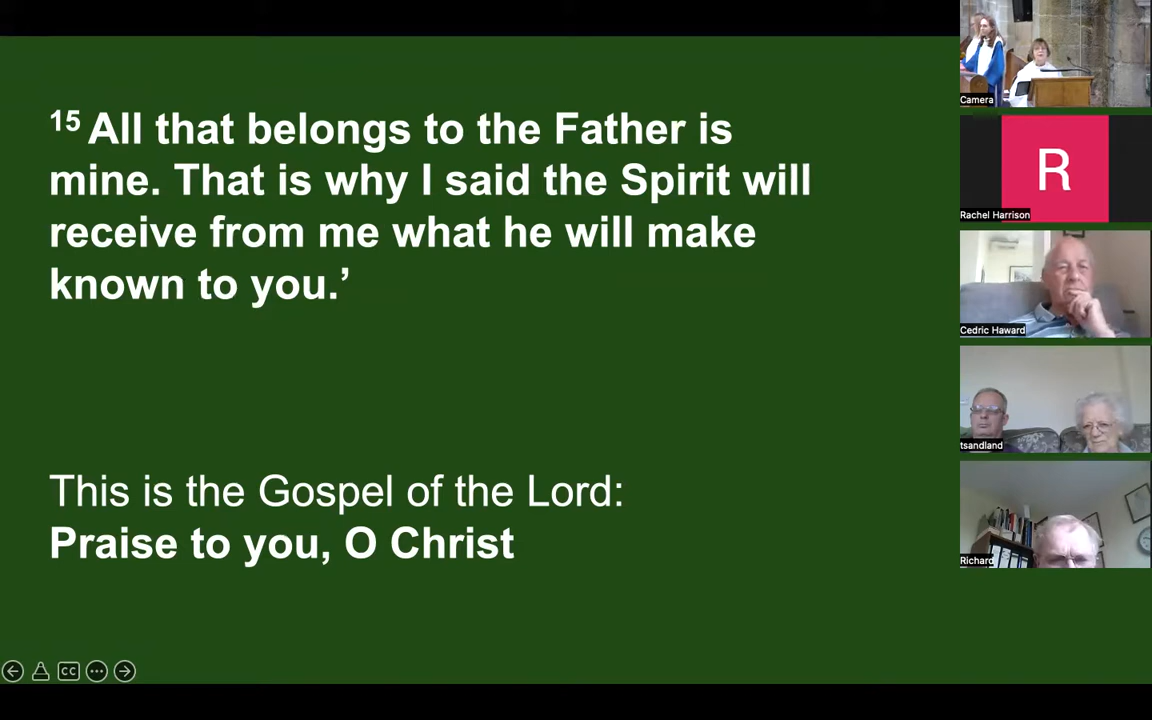 15 All that belongs to the Father is
mine. That is why I said the Spirit will
receive from me what he will make
known to you.’
This is the Gospel of the Lord:
Praise to you, O Christ
CC
Camera
R
Rachel Harrison
Cedric Haward
tsandland
Richard